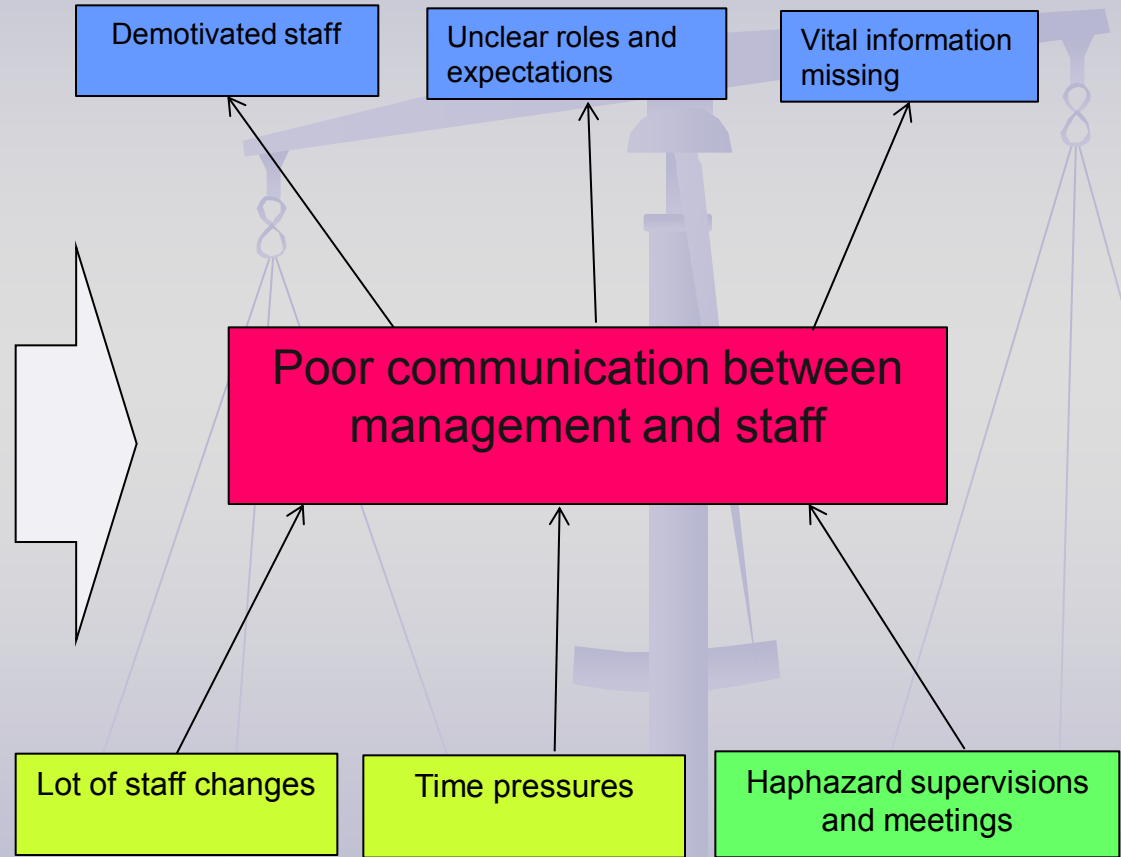 Demotivated staff
Unclear roles and
expectations
Vital information
missing
Poor communication between
management and staff
Lot of staff changes
Time pressures
Haphazard supervisions
and meetings